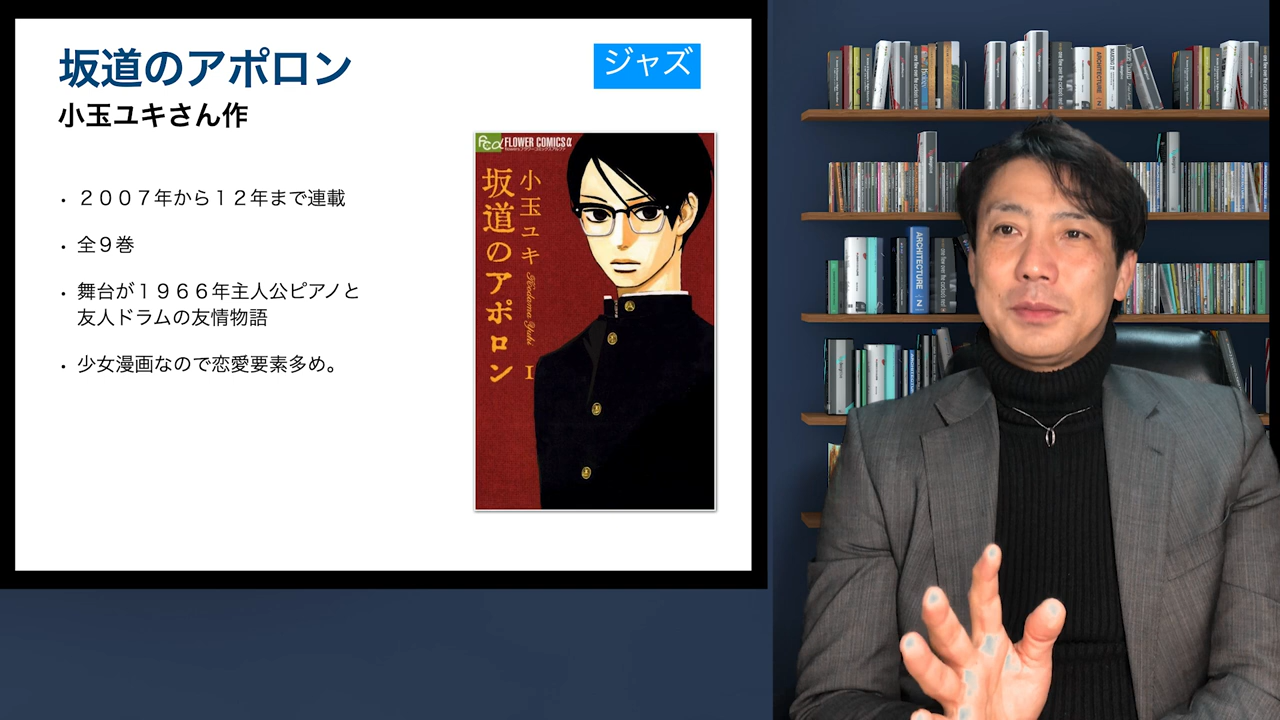 坂道のアポロン
小玉ユキさん作
ジャズ
・２００７年から１２年まで連載
・全９巻
・舞台が１９６６年主人公ピアノと
友人ドラムの友情物語
・少女漫画なので恋愛要素多め。
FCα FLOWER COMICSα
坂道のアポロン
小玉ユキ
Kodama Yuki
I
ARCHITECTURE
ARCHITECTURE